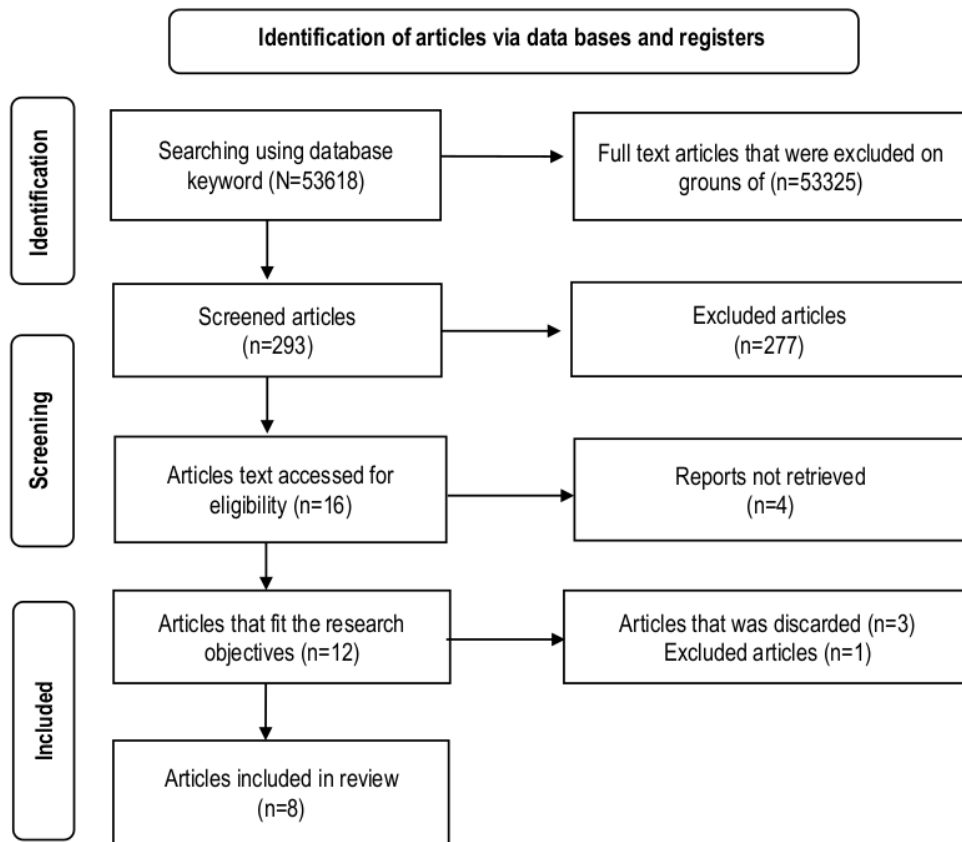 Identification of articles via data bases and registers
Identification
Searching using database
keyword (N=53618)
Full text articles that were excluded on
grouns of (n=53325)
Screened articles
(n=293)
Excluded articles
(n=277)
Screening
Articles text accessed for
eligibility (n=16)
Reports not retrieved
(n=4)
Included
Articles that fit the research
objectives (n=12)
Articles that was discarded (n=3)
Excluded articles (n=1)
Articles included in review
(n=8)